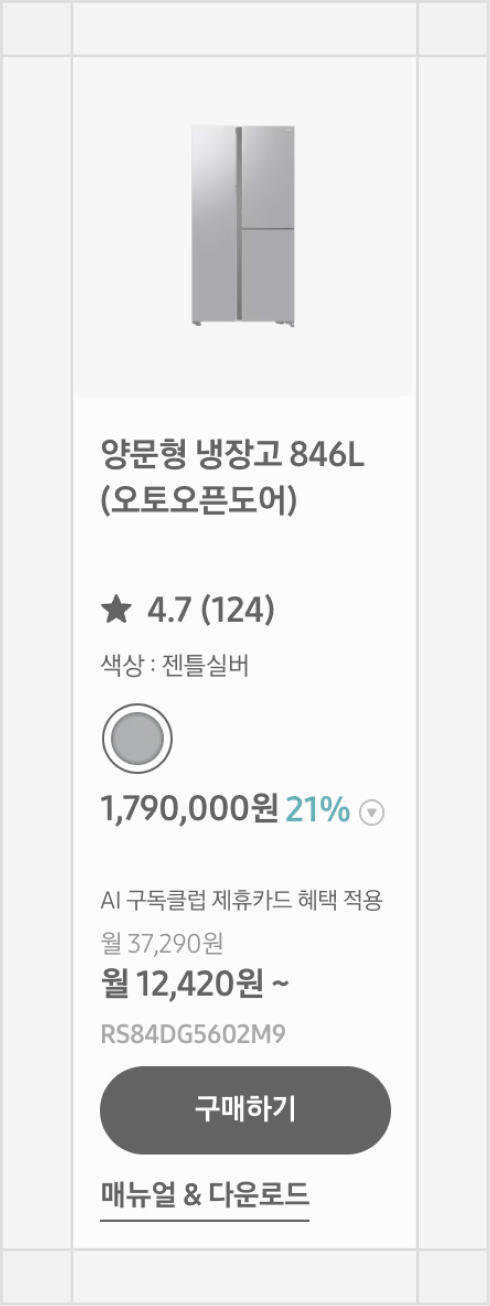 양문형 냉장고 846L
(오토오픈도어)
★ 4.7 (124)
색상 : 젠틀실버
1,790,000원 21%
AI 구독클럽 제휴카드 혜택 적용
월 37,290원
월 12,420원 ~
RS84DG5602M9
구매하기
매뉴얼 & 다운로드